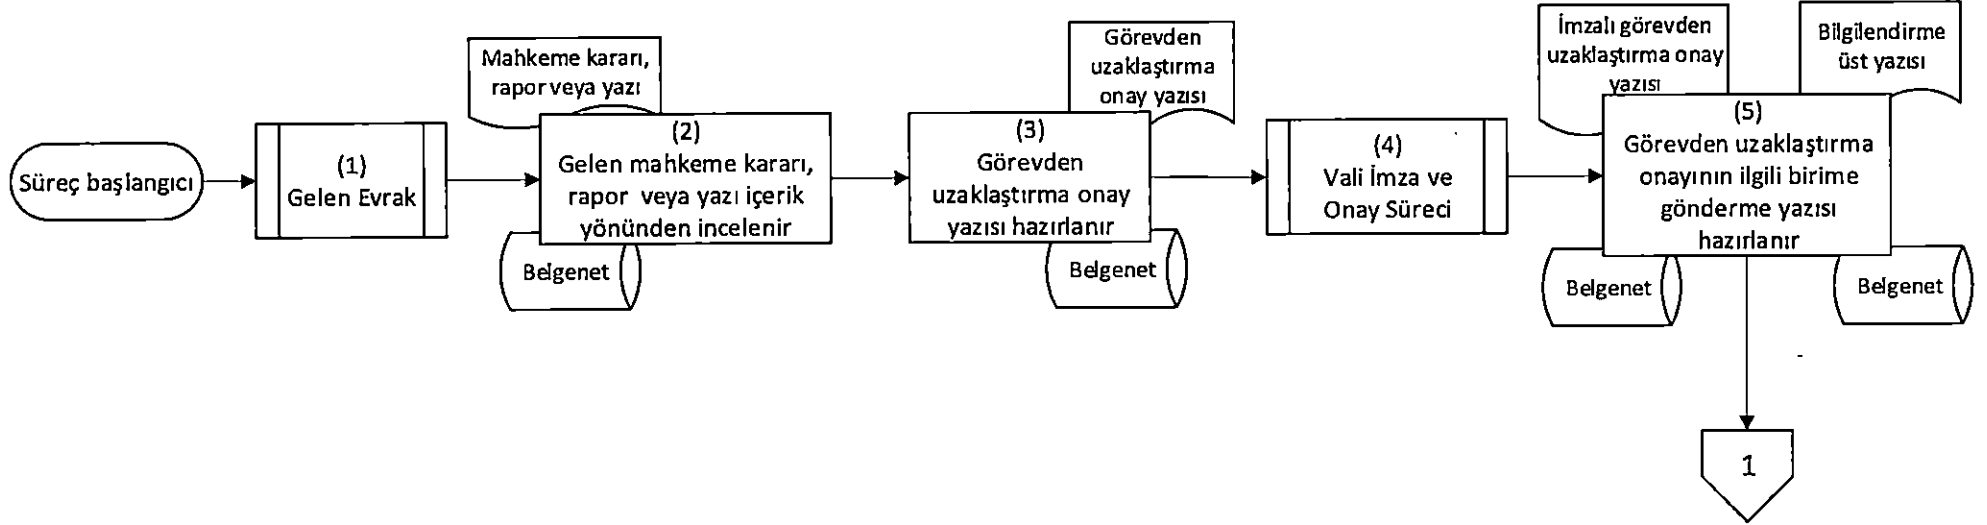 Süreç başlangıcı
(1)
Gelen Evrak
Mahkeme kararı,
rapor veya yazı
(2)
Gelen mahkeme kararı,
rapor veya yazı içerik
yönünden incelenir
Belgenet
Görevden
uzaklaştırma
onay yazısı
(3)
Görevden
uzaklaştırma onay
yazısı hazırlanır
Belgenet
(4)
Vali İmza ve
Onay Süreci
İmzalı görevden
uzaklaştırma onay
yazısı
Bilgilendirme
üst yazısı
(5)
Görevden uzaklaştırma
onayının ilgili birime
gönderme yazısı
hazırlanır
Belgenet
Belgenet
1